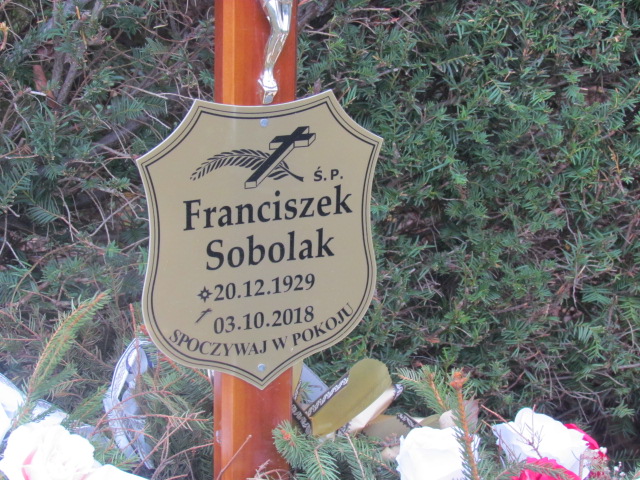 Ś.P.
Franciszek
Sobolak
20.12.1929
03.10.2018
SPOCZYWAJ W POKOJU